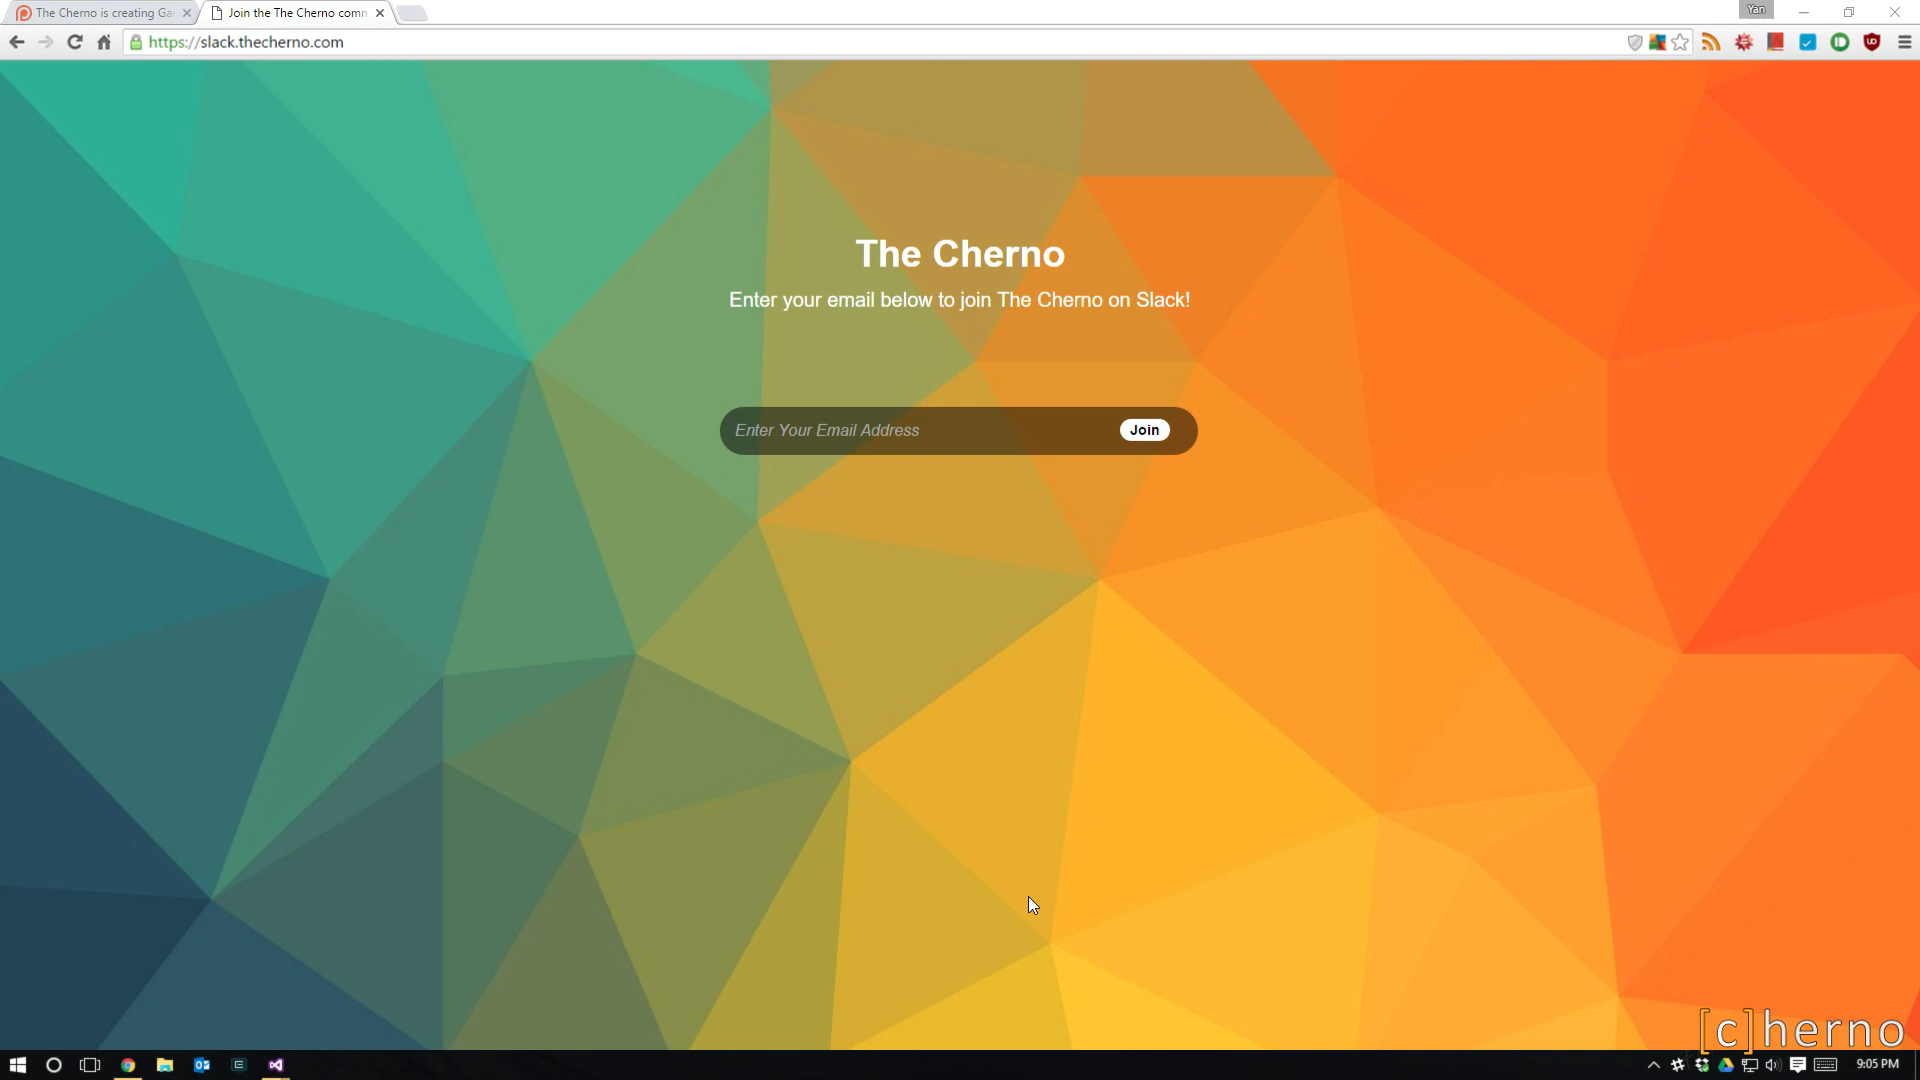 The Cherno is creating Ga
Join the The Cherno comm
Yan
https://slack.thecherno.com
The Cherno
Enter your email below to join The Cherno on Slack!
Enter Your Email Address
Join
[c]herno
9:05 PM